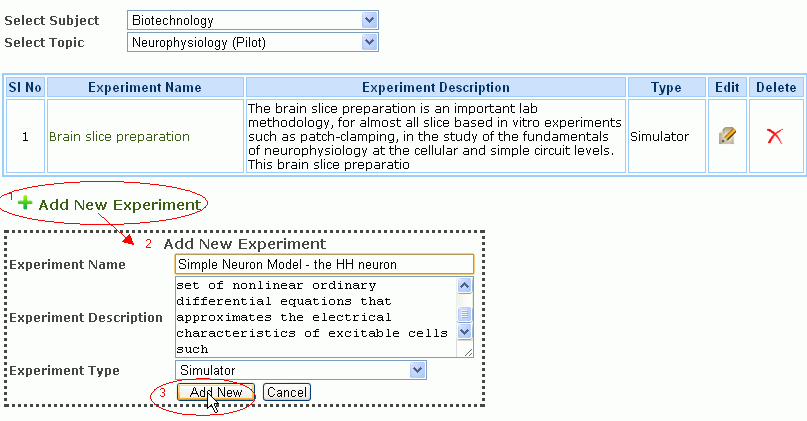 Select Subject Biotechnology
Select Topic Neurophysiology (Pilot)
Sl No Experiment Name Experiment Description Type Edit Delete
1 Brain slice preparation The brain slice preparation is an important lab
methodology, for almost all slice based in vitro experiments
such as patch-clamping, in the study of the fundamentals
of neurophysiology at the cellular and simple circuit levels.
This brain slice preparatio
Simulator
1 Add New Experiment
2 Add New Experiment
Experiment Name Simple Neuron Model - the HH neuron
Experiment Description set of nonlinear ordinary
differential equations that
approximates the electrical
characteristics of excitable cells
such
Experiment Type Simulator
3 Add New Cancel